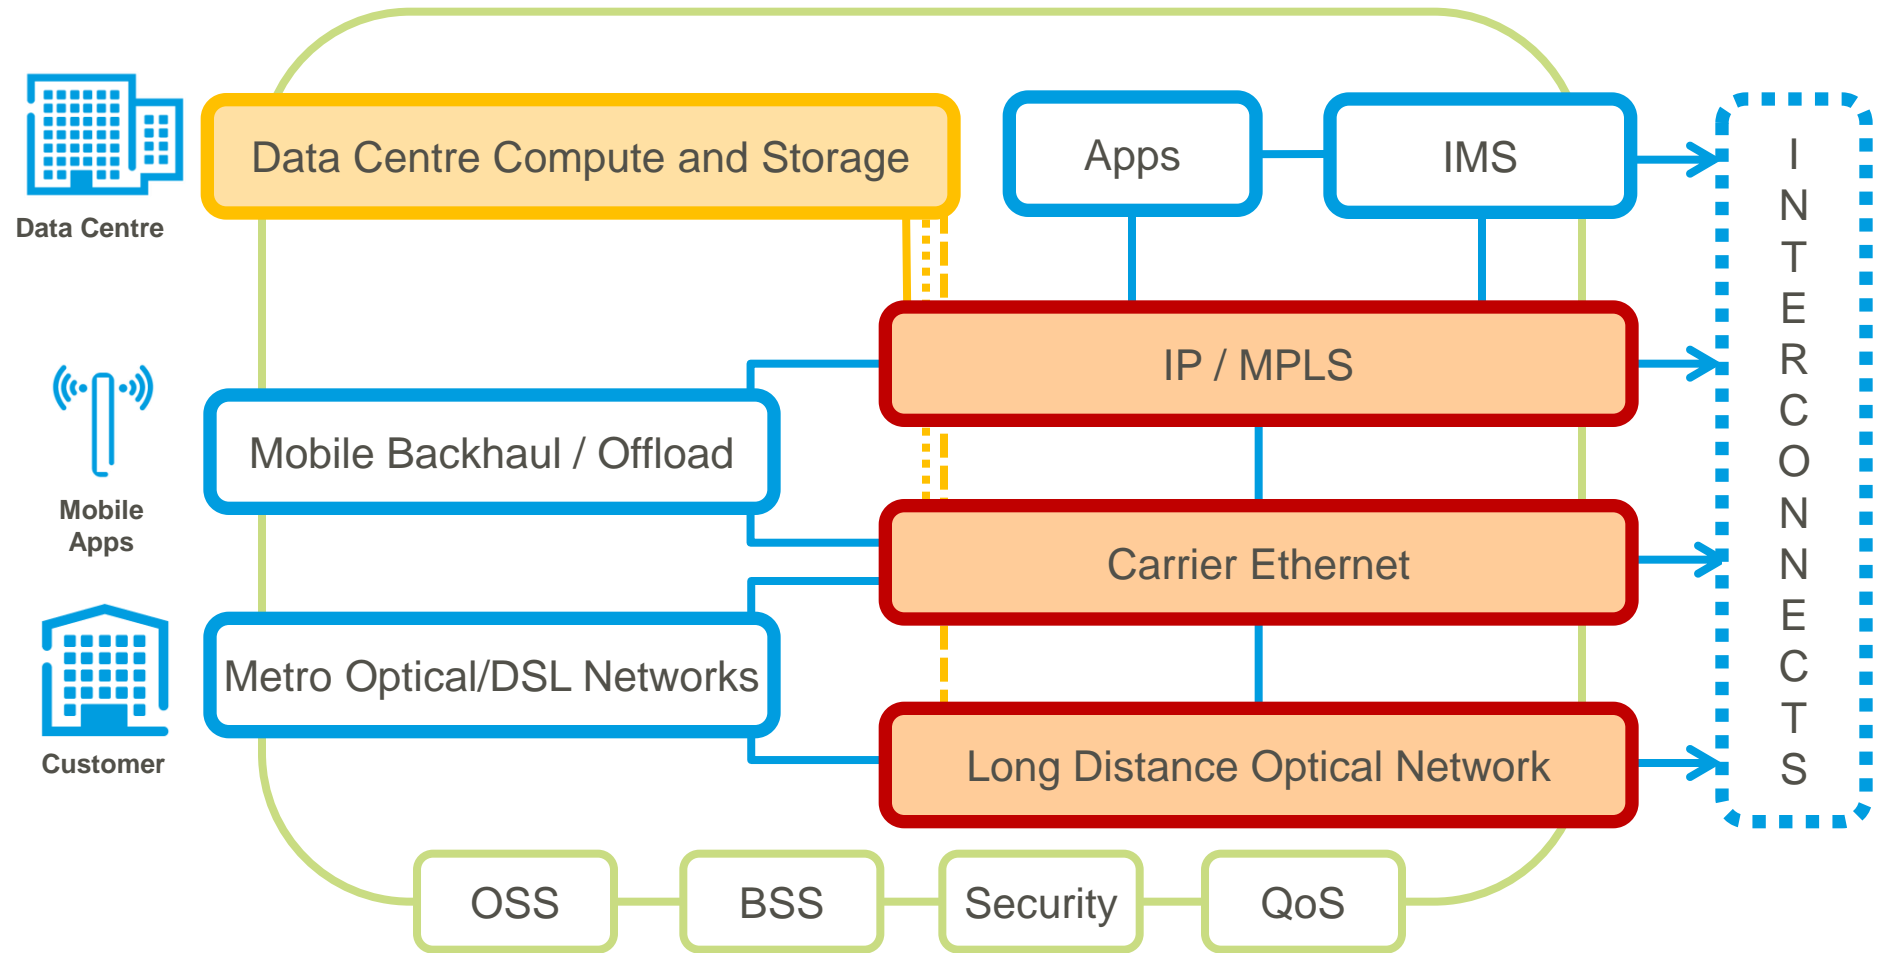 Data Centre Compute and Storage
Apps
IMS
Data Centre
IP / MPLS
Mobile Backhaul / Offload
Mobile
Apps
Carrier Ethernet
Metro Optical/DSL Networks
Customer
Long Distance Optical Network
I
N
T
E
R
C
O
N
N
E
C
T
S
OSS
BSS
Security
QoS